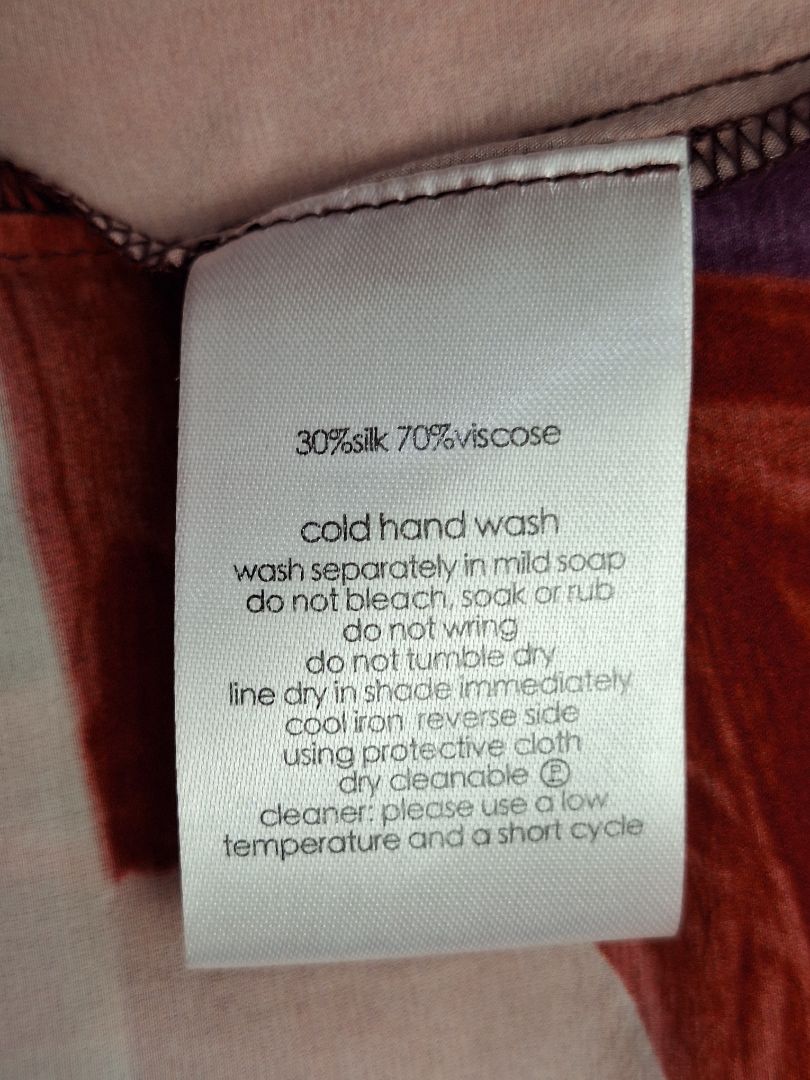 30%silk 70%viscose
cold hand wash
wash separately in mild soap
do not bleach, soak or rub
do not wring
do not tumble dry
line dry in shade immediately
cool iron reverse side
using protective cloth
dry cleanable Ⓟ
cleaner: please use a low
temperature and a short cycle